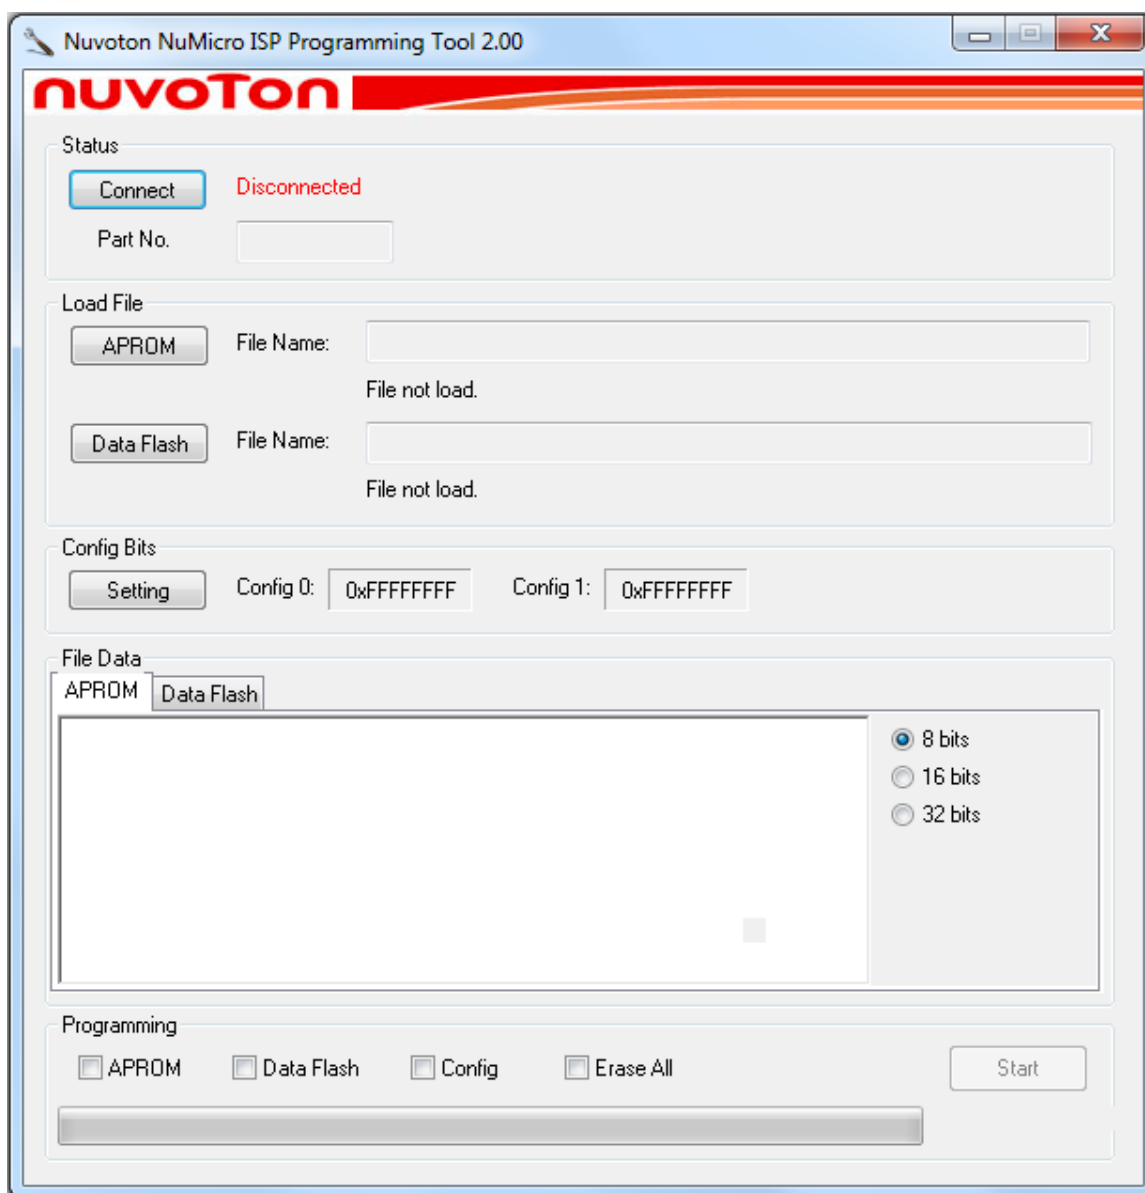 Nuvoton NuMicro ISP Programming Tool 2.00
nuvoTon
Status
Connect Disconnected
Part No.
Load File
APROM File Name:
File not load.
Data Flash File Name:
File not load.
Config Bits
Setting Config 0: 0xFFFFFFFF Config 1: 0xFFFFFFFF
File Data
APROM Data Flash
8 bits
16 bits
32 bits
Programming
APROM Data Flash Config Erase All Start